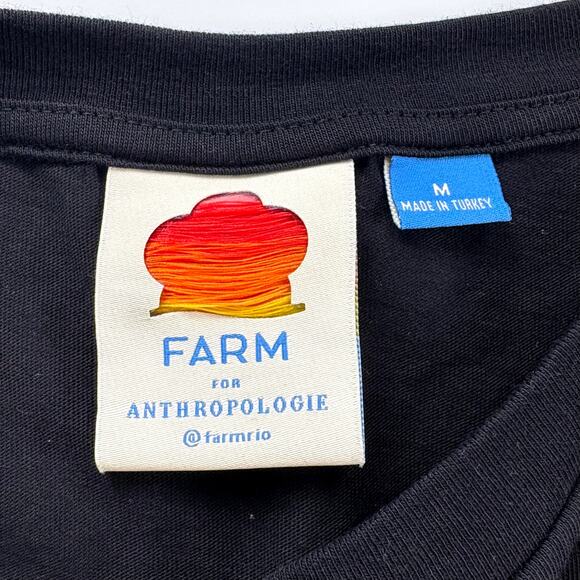 FARM
FOR
ANTHROPOLOGIE
@farmrio
M
MADE IN TURKEY